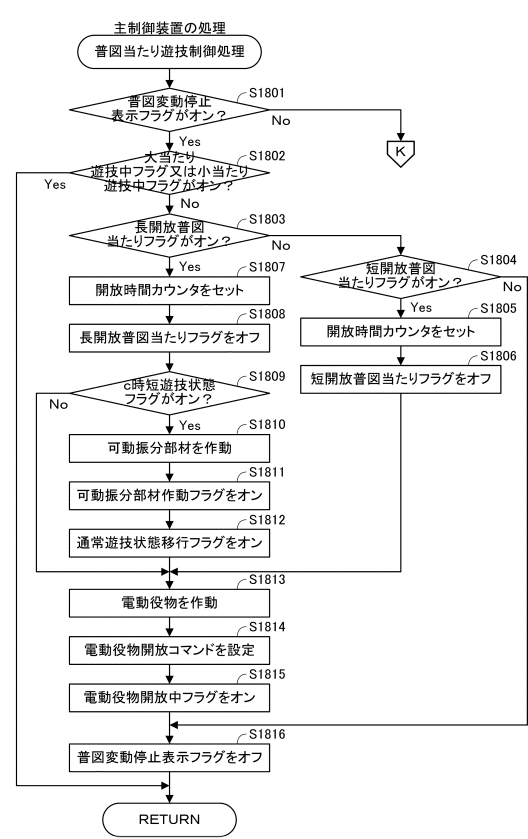 主制御装置の処理
普図当たり遊技制御処理
S1801
普図変動停止
表示フラグがオン？
No
Yes
K
S1802
大当たり
遊技中フラグ又は小当たり
遊技中フラグがオン？
Yes
No
S1803
長開放普図
当たりフラグがオン？
No
Yes
S1804
短開放普図
当たりフラグがオン？
No
Yes
S1807
開放時間カウンタをセット
S1805
開放時間カウンタをセット
S1808
長開放普図当たりフラグをオフ
S1806
短開放普図当たりフラグをオフ
S1809
c時短遊技状態
フラグがオン？
No
Yes
S1810
可動振分部材を作動
S1811
可動振分部材作動フラグをオン
S1812
通常遊技状態移行フラグをオン
S1813
電動役物を作動
S1814
電動役物開放コマンドを設定
S1815
電動役物開放中フラグをオン
S1816
普図変動停止表示フラグをオフ
RETURN